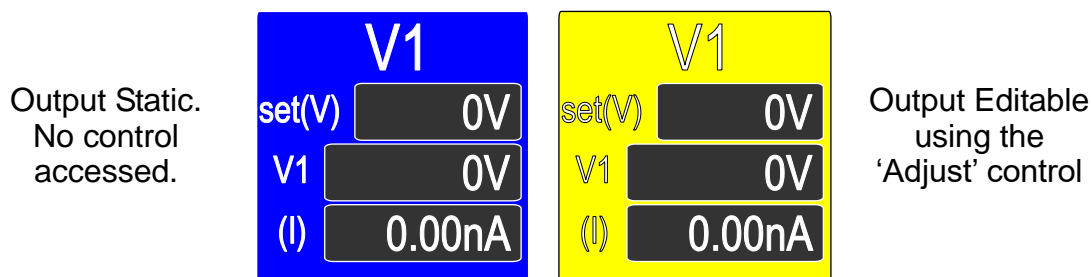 Output Static.
No control
accessed.
V1
set(V) 0V
V1 0V
(I) 0.00nA
V1
set(V) 0V
V1 0V
(I) 0.00nA
Output Editable
using the
‘Adjust’ control